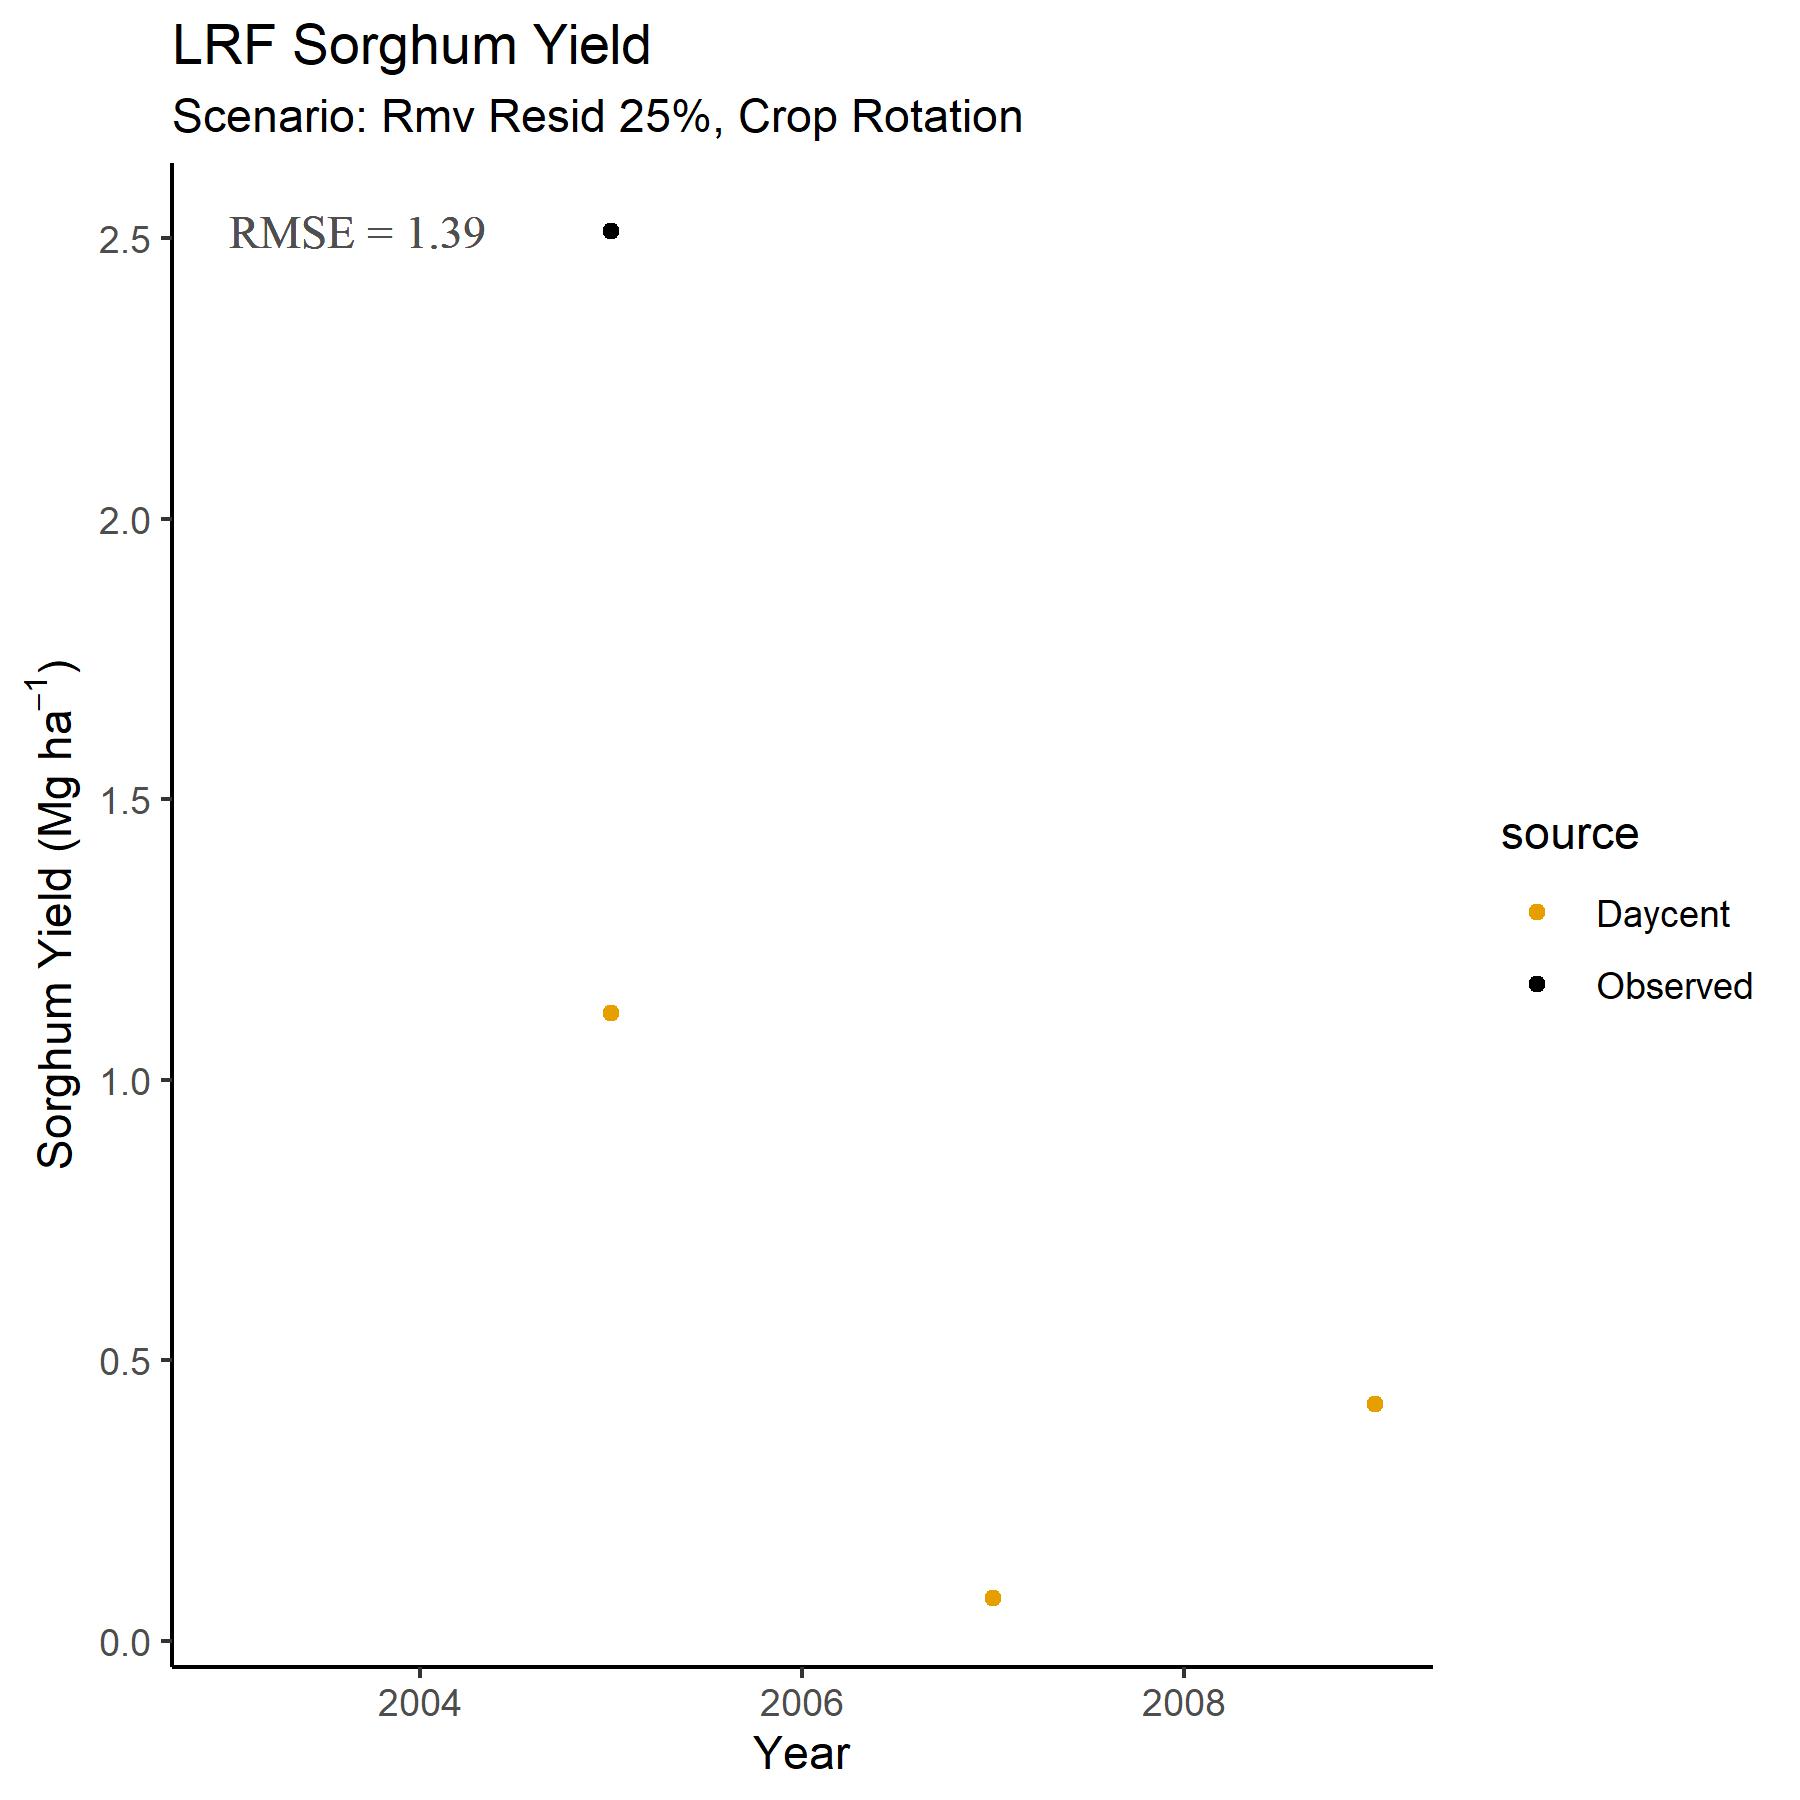 LRF Sorghum Yield
Scenario: Rmv Resid 25%, Crop Rotation
RMSE = 1.39
2.5
2.0
1.5
1.0
0.5
0.0
Sorghum Yield (Mg ha⁻¹)
2004
2006
2008
Year
source
Daycent
Observed